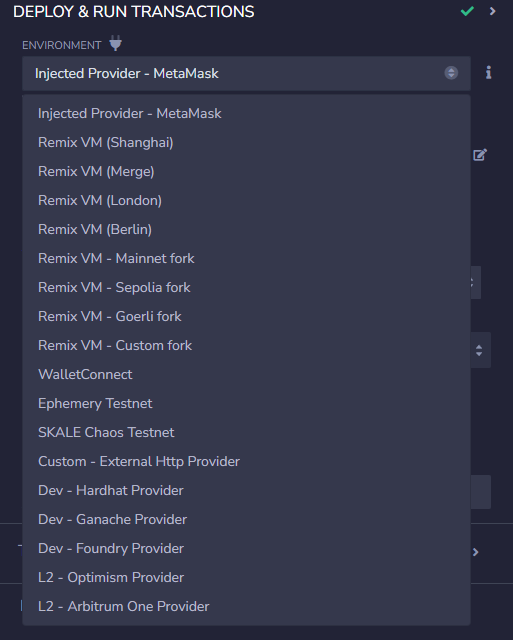 DEPLOY & RUN TRANSACTIONS
ENVIRONMENT
Injected Provider - MetaMask
Injected Provider - MetaMask
Remix VM (Shanghai)
Remix VM (Merge)
Remix VM (London)
Remix VM (Berlin)
Remix VM - Mainnet fork
Remix VM - Sepolia fork
Remix VM - Goerli fork
Remix VM - Custom fork
WalletConnect
Ephemery Testnet
SKALE Chaos Testnet
Custom - External Http Provider
Dev - Hardhat Provider
Dev - Ganache Provider
Dev - Foundry Provider
L2 - Optimism Provider
L2 - Arbitrum One Provider